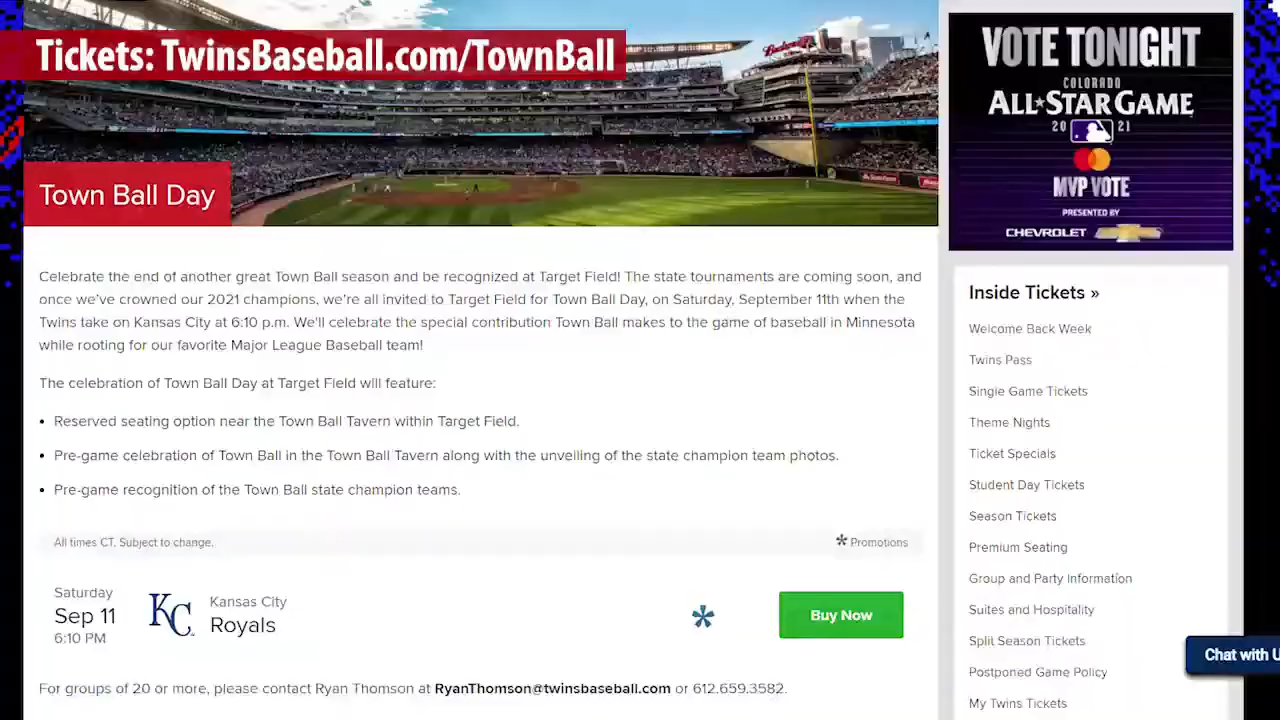 Tickets: TwinsBaseball.com/TownBall
Town Ball Day
Celebrate the end of another great Town Ball season and be recognized at Target Field! The state tournaments are coming soon, and
once we've crowned our 2021 champions, we're all invited to Target Field for Town Ball Day, on Saturday, September 11th when the
Twins take on Kansas City at 6:10 p.m. We'll celebrate the special contribution Town Ball makes to the game of baseball in Minnesota
while rooting for our favorite Major League Baseball team!
The celebration of Town Ball Day at Target Field will feature:
• Reserved seating option near the Town Ball Tavern within Target Field.
• Pre-game celebration of Town Ball in the Town Ball Tavern along with the unveiling of the state champion team photos.
• Pre-game recognition of the Town Ball state champion teams.
All times CT. Subject to change.
* Promotions
Saturday
Sep 11
6:10 PM
KC
Kansas City
Royals
*
Buy Now
For groups of 20 or more, please contact Ryan Thomson at RyanThomson@twinsbaseball.com or 612.659.3582.
VOTE TONIGHT
COLORADO
ALL★STAR GAME
20 21
MVP VOTE
PRESENTED BY
CHEVROLET
Inside Tickets »
Welcome Back Week
Twins Pass
Single Game Tickets
Theme Nights
Ticket Specials
Student Day Tickets
Season Tickets
Premium Seating
Group and Party Information
Suites and Hospitality
Split Season Tickets
Postponed Game Policy
My Twins Tickets
Chat with U